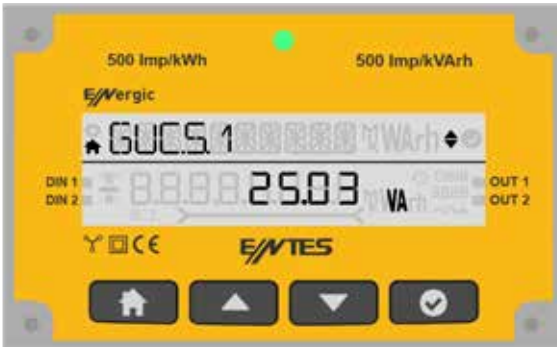 500 Imp/kWh 500 Imp/kVArh
ENergic
GUC.S.1
25.03 VA
DIN 1 OUT 1
DIN 2 OUT 2
CE ENTES